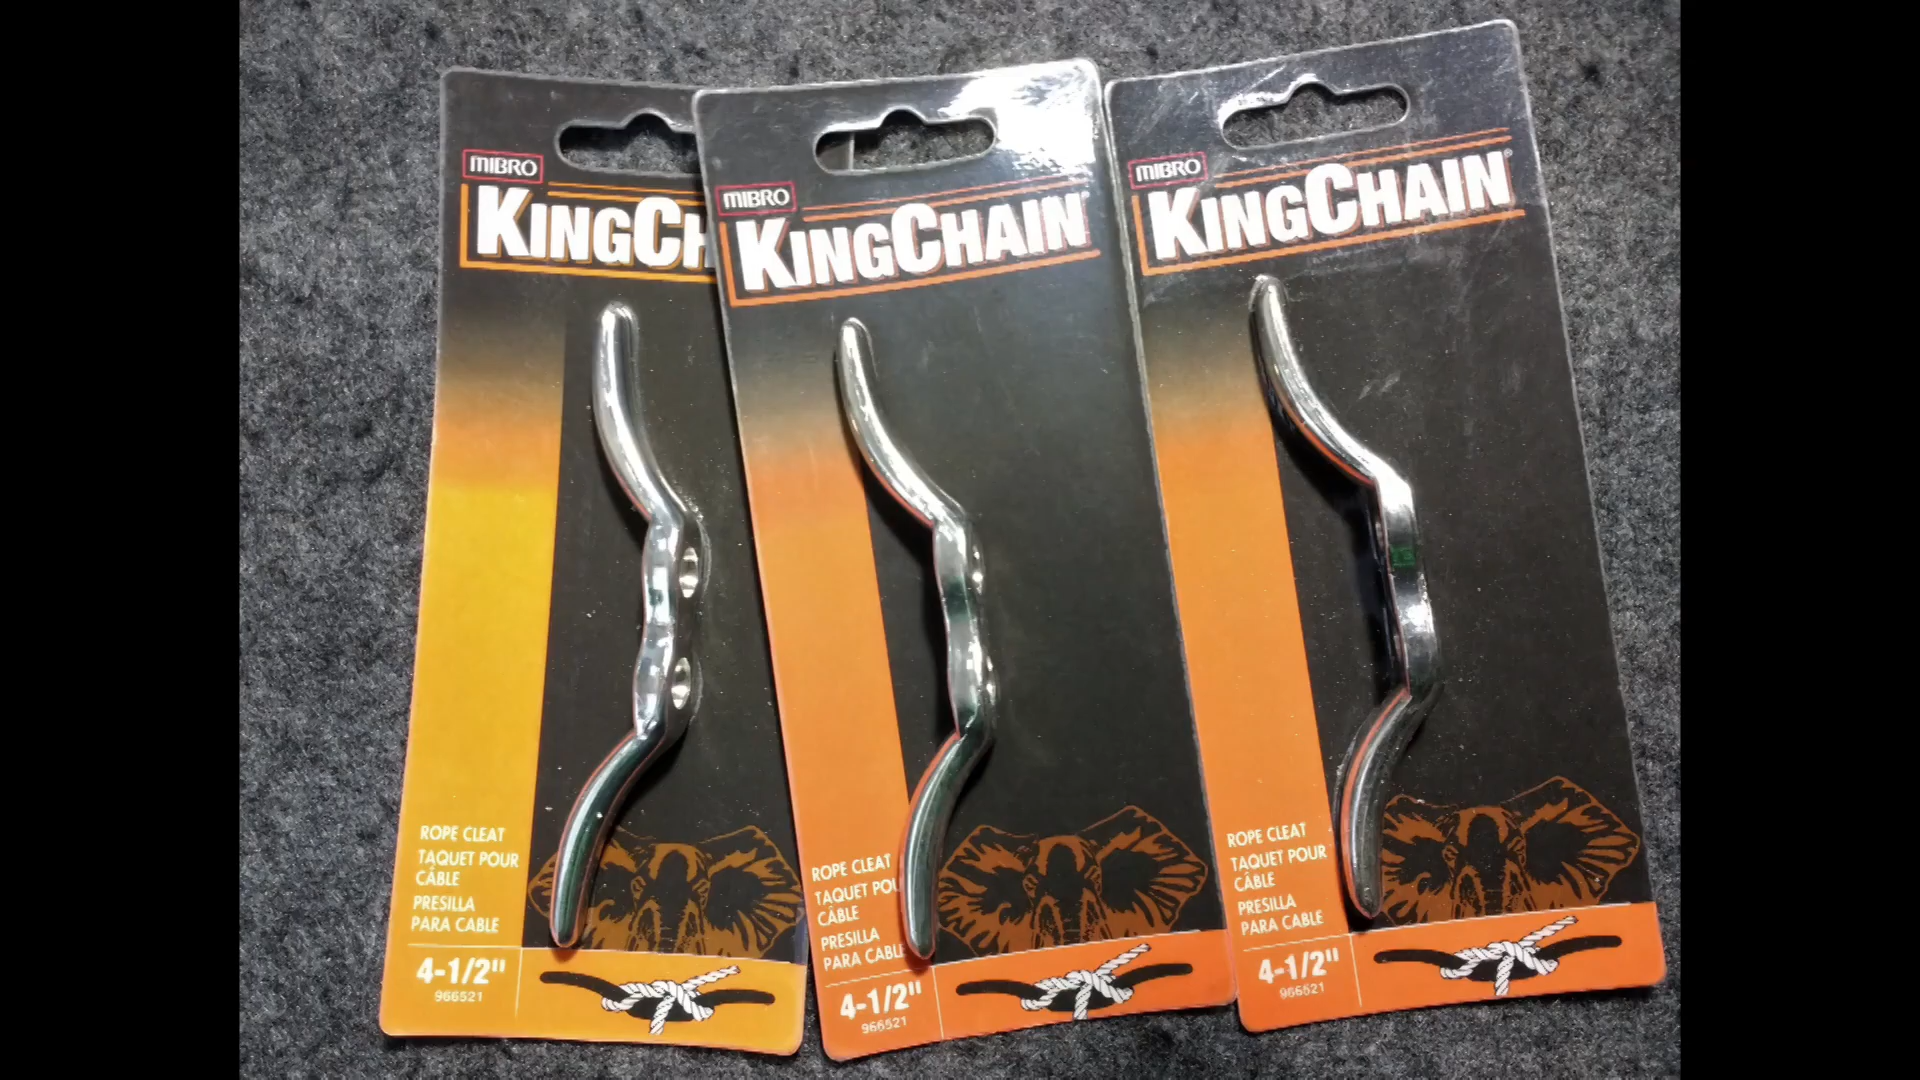 MIBRO
KINGCH
ROPE CLEAT
TAQUET POUR
CÂBLE
PRESILLA
PARA CABLE
4-1/2"
966521
MIBRO
KINGCHAIN
ROPE CLEAT
TAQUET POU
CÂBLE
PRESILLA
PARA CABL
4-1/2"
966521
MIBRO
KINGCHAIN
ROPE CLEAT
TAQUET POUR
CÂBLE
PRESILLA
PARA CABLE
4-1/2"
966521